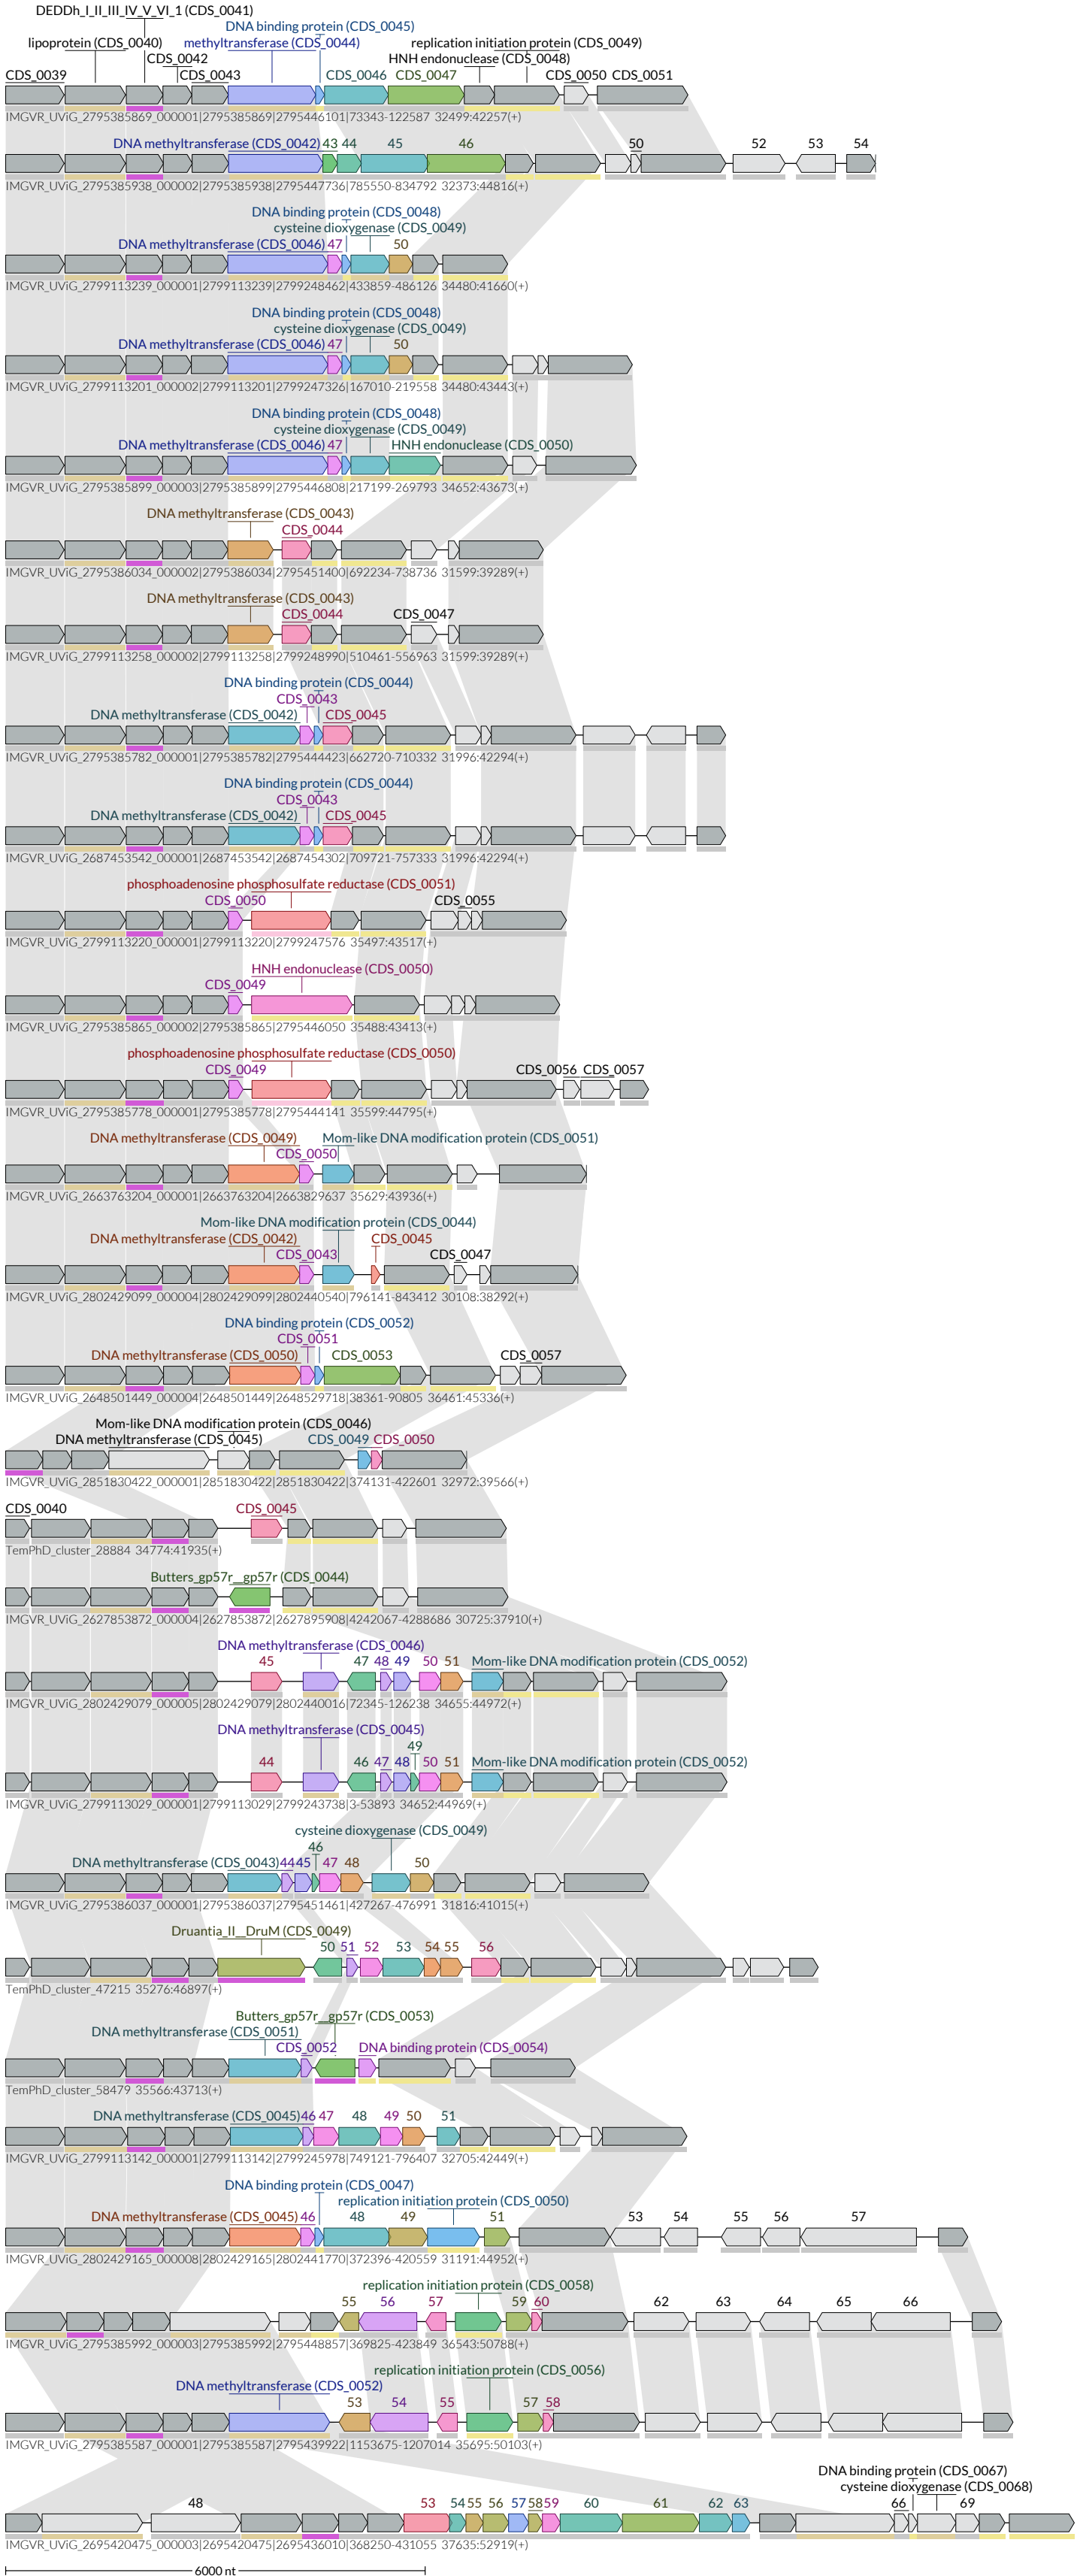 DEDDh_I_II_III_IV_V_VI_1 (CDS_0041)
DNA binding protein (CDS_0045)
lipoprotein (CDS_0040) methyltransferase (CDS_0044) replication initiation protein (CDS_0049)
CDS_0042 HNH endonuclease (CDS_0048)
CDS_0039 CDS_0043 CDS_0046 CDS_0047 CDS_0050 CDS_0051
IMGVR_UViG_2795385869_000001|2795385869|2795446101|73343-122587 32499:42257(+)
DNA methyltransferase (CDS_0042) 43 44 45 46 50 52 53 54
IMGVR_UViG_2795385938_000002|2795385938|2795447736|785550-834792 32373:44816(+)
DNA binding protein (CDS_0048)
cysteine dioxygenase (CDS_0049)
DNA methyltransferase (CDS_0046) 47 50
IMGVR_UViG_2799113239_000001|2799113239|2799248462|433859-486126 34480:41660(+)
DNA binding protein (CDS_0048)
cysteine dioxygenase (CDS_0049)
DNA methyltransferase (CDS_0046) 47 50
IMGVR_UViG_2799113201_000002|2799113201|2799247326|167010-219558 34480:43443(+)
DNA binding protein (CDS_0048)
cysteine dioxygenase (CDS_0049)
DNA methyltransferase (CDS_0046) 47 HNH endonuclease (CDS_0050)
IMGVR_UViG_2795385899_000003|2795385899|2795446808|217199-269793 34652:43673(+)
DNA methyltransferase (CDS_0043)
CDS_0044
IMGVR_UViG_2795386034_000002|2795386034|2795451400|692234-738736 31599:39289(+)
DNA methyltransferase (CDS_0043)
CDS_0044 CDS_0047
IMGVR_UViG_2799113258_000002|2799113258|2799248990|510461-556963 31599:39289(+)
DNA binding protein (CDS_0044)
CDS_0043
DNA methyltransferase (CDS_0042) CDS_0045
IMGVR_UViG_2795385782_000001|2795385782|2795444423|662720-710332 31996:42294(+)
DNA binding protein (CDS_0044)
CDS_0043
DNA methyltransferase (CDS_0042) CDS_0045
IMGVR_UViG_2687453542_000001|2687453542|2687454302|709721-757333 31996:42294(+)
phosphoadenosine phosphosulfate reductase (CDS_0051)
CDS_0050 CDS_0055
IMGVR_UViG_2799113220_000001|2799113220|2799247576 35497:43517(+)
HNH endonuclease (CDS_0050)
CDS_0049
IMGVR_UViG_2795385865_000002|2795385865|2795446050 35488:43413(+)
phosphoadenosine phosphosulfate reductase (CDS_0050)
CDS_0049 CDS_0056 CDS_0057
IMGVR_UViG_2795385778_000001|2795385778|2795444141 35599:44795(+)
DNA methyltransferase (CDS_0049) Mom-like DNA modification protein (CDS_0051)
CDS_0050
IMGVR_UViG_2663763204_000001|2663763204|2663829637 35629:43936(+)
Mom-like DNA modification protein (CDS_0044)
DNA methyltransferase (CDS_0042) CDS_0045
CDS_0043 CDS_0047
IMGVR_UViG_2802429099_000004|2802429099|2802440540|796141-843412 30108:38292(+)
DNA binding protein (CDS_0052)
CDS_0051
DNA methyltransferase (CDS_0050) CDS_0053 CDS_0057
IMGVR_UViG_2648501449_000004|2648501449|2648529718|38361-90805 36461:45336(+)
Mom-like DNA modification protein (CDS_0046)
DNA methyltransferase (CDS_0045) CDS_0049 CDS_0050
IMGVR_UViG_2851830422_000001|2851830422|2851830422|374131-422601 32972:39566(+)
CDS_0040 CDS_0045
TemPhD_cluster_28884 34774:41935(+)
Butters_gp57r__gp57r (CDS_0044)
IMGVR_UViG_2627853872_000004|2627853872|2627895908|4242067-4288686 30725:37910(+)
DNA methyltransferase (CDS_0046)
45 47 48 49 50 51 Mom-like DNA modification protein (CDS_0052)
IMGVR_UViG_2802429079_000005|2802429079|2802440016|72345-126238 34655:44972(+)
DNA methyltransferase (CDS_0045)
49
44 46 47 48 50 51 Mom-like DNA modification protein (CDS_0052)
IMGVR_UViG_2799113029_000001|2799113029|2799243738|3-53893 34652:44969(+)
cysteine dioxygenase (CDS_0049)
46
DNA methyltransferase (CDS_0043) 44 45 47 48 50
IMGVR_UViG_2795386037_000001|2795386037|2795451461|427267-476991 31816:41015(+)
Druantia_II__DruM (CDS_0049)
50 51 52 53 54 55 56
TemPhD_cluster_47215 35276:46897(+)
Butters_gp57r__gp57r (CDS_0053)
DNA methyltransferase (CDS_0051)
CDS_0052 DNA binding protein (CDS_0054)
TemPhD_cluster_58479 35566:43713(+)
DNA methyltransferase (CDS_0045) 46 47 48 49 50 51
IMGVR_UViG_2799113142_000001|2799113142|2799245978|749121-796407 32705:42449(+)
DNA binding protein (CDS_0047)
replication initiation protein (CDS_0050)
DNA methyltransferase (CDS_0045) 46 48 49 51 53 54 55 56 57
IMGVR_UViG_2802429165_000008|2802429165|2802441770|372396-420559 31191:44952(+)
replication initiation protein (CDS_0058)
55 56 57 59 60 62 63 64 65 66
IMGVR_UViG_2795385992_000003|2795385992|2795448857|369825-423849 36543:50788(+)
replication initiation protein (CDS_0056)
DNA methyltransferase (CDS_0052)
53 54 55 57 58
IMGVR_UViG_2795385587_000001|2795385587|2795439922|1153675-1207014 35695:50103(+)
DNA binding protein (CDS_0067)
cysteine dioxygenase (CDS_0068)
48 53 54 55 56 57 58 59 60 61 62 63 66 69
IMGVR_UViG_2695420475_000003|2695420475|2695436010|368250-431055 37635:52919(+)
6000 nt